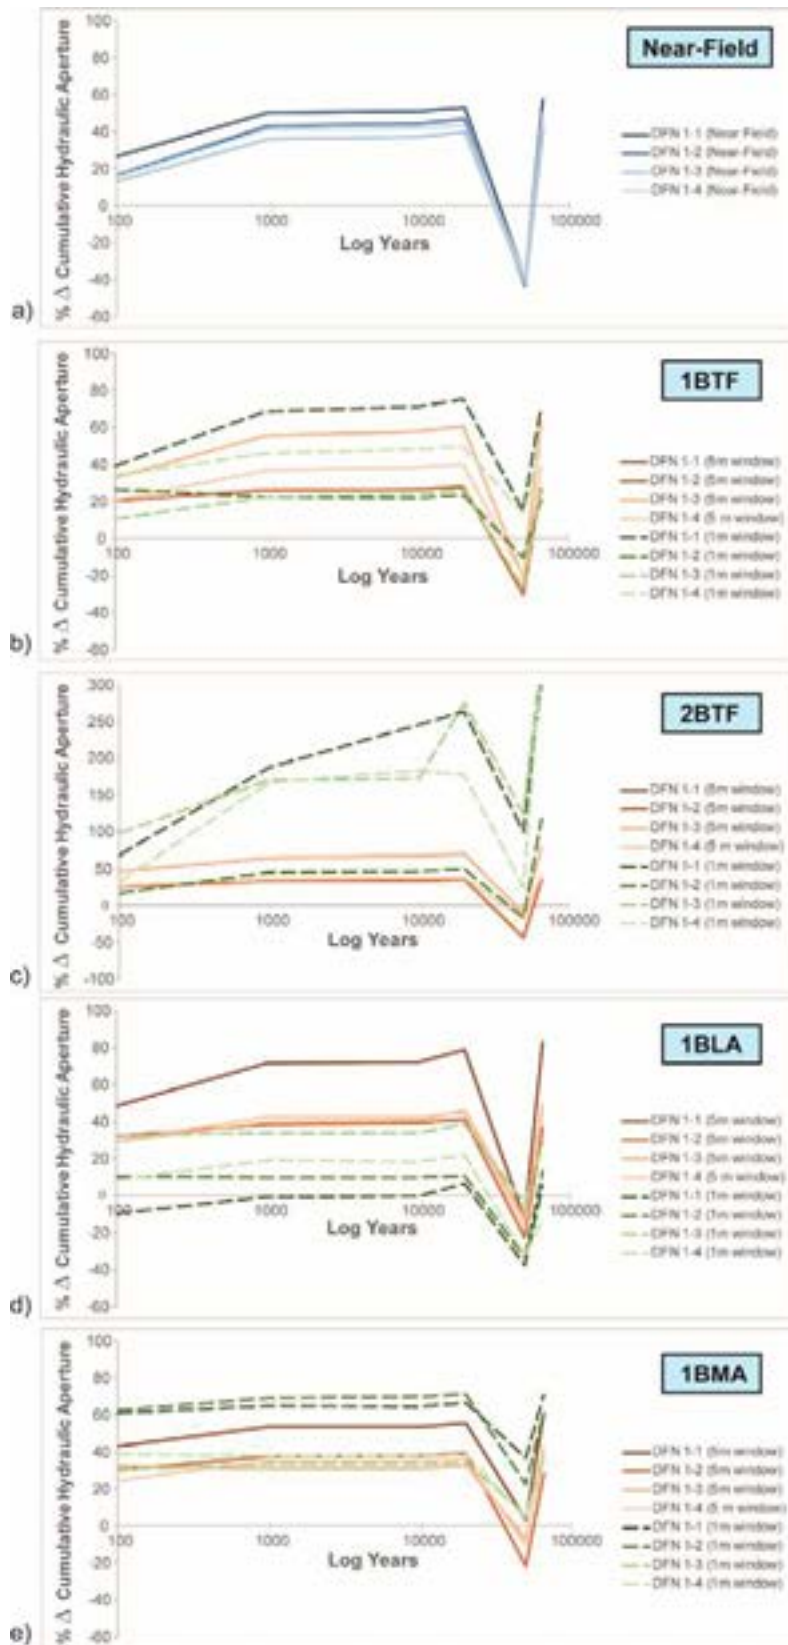 a)
% Δ Cumulative Hydraulic Aperture
100
80
60
40
20
0
-20
-40
-60
100
1000
10000
100000
Log Years
Near-Field
DFN 1-1 (Near Field)
DFN 1-2 (Near-Field)
DFN 1-3 (Near-Field)
DFN 1-4 (Near-Field)
b)
% Δ Cumulative Hydraulic Aperture
100
80
60
40
20
0
-20
-40
-60
100
1000
10000
100000
Log Years
1BTF
DFN 1-1 (5m window)
DFN 1-2 (5m window)
DFN 1-3 (5m window)
DFN 1-4 (5 m window)
DFN 1-1 (1m window)
DFN 1-2 (1m window)
DFN 1-3 (1m window)
DFN 1-4 (1m window)
c)
% Δ Cumulative Hydraulic Aperture
300
250
200
150
100
50
0
-50
-100
100
1000
10000
100000
Log Years
2BTF
DFN 1-1 (5m window)
DFN 1-2 (5m window)
DFN 1-3 (5m window)
DFN 1-4 (5 m window)
DFN 1-1 (1m window)
DFN 1-2 (1m window)
DFN 1-3 (1m window)
DFN 1-4 (1m window)
d)
% Δ Cumulative Hydraulic Aperture
100
80
60
40
20
0
-20
-40
-60
100
1000
10000
100000
Log Years
1BLA
DFN 1-1 (5m window)
DFN 1-2 (5m window)
DFN 1-3 (5m window)
DFN 1-4 (5 m window)
DFN 1-1 (1m window)
DFN 1-2 (1m window)
DFN 1-3 (1m window)
DFN 1-4 (1m window)
e)
% Δ Cumulative Hydraulic Aperture
100
80
60
40
20
0
-20
-40
-60
100
1000
10000
100000
Log Years
1BMA
DFN 1-1 (5m window)
DFN 1-2 (5m window)
DFN 1-3 (5m window)
DFN 1-4 (5 m window)
DFN 1-1 (1m window)
DFN 1-2 (1m window)
DFN 1-3 (1m window)
DFN 1-4 (1m window)